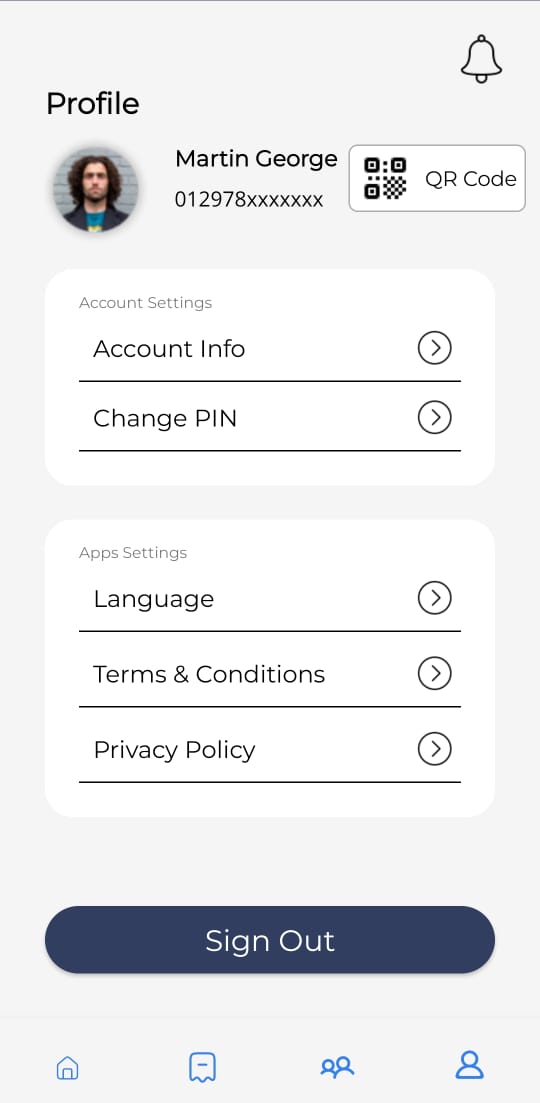 Profile
Martin George
012978xxxxxxx
QR Code
Account Settings
Account Info
Change PIN
Apps Settings
Language
Terms & Conditions
Privacy Policy
Sign Out